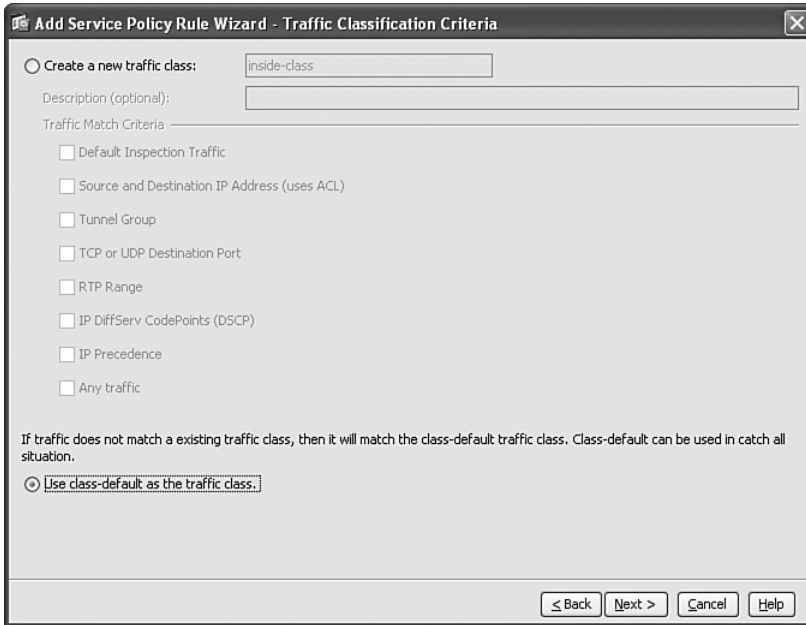 Add Service Policy Rule Wizard - Traffic Classification Criteria
Create a new traffic class: inside-class
Description (optional):
Traffic Match Criteria
Default Inspection Traffic
Source and Destination IP Address (uses ACL)
Tunnel Group
TCP or UDP Destination Port
RTP Range
IP DiffServ CodePoints (DSCP)
IP Precedence
Any traffic
If traffic does not match a existing traffic class, then it will match the class-default traffic class. Class-default can be used in catch all
situation.
Use class-default as the traffic class.
< Back Next > Cancel Help